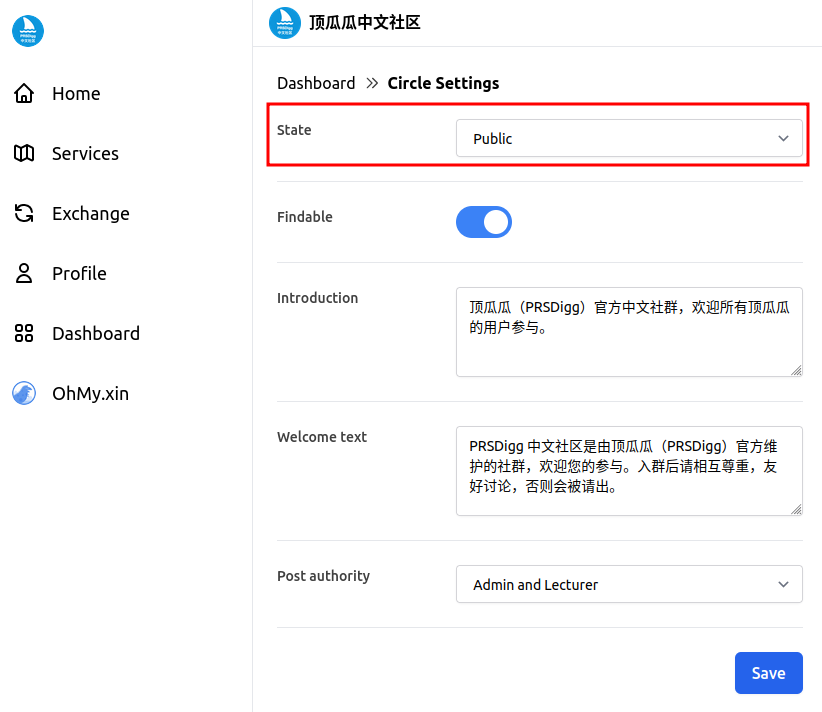 顶瓜瓜中文社区
Home
Services
Exchange
Profile
Dashboard
OhMy.xin
Dashboard >> Circle Settings
State
Public
Findable
Introduction
顶瓜瓜（PRSDigg）官方中文社群，欢迎所有顶瓜瓜
的用户参与。
Welcome text
PRSDigg 中文社区是由顶瓜瓜（PRSDigg）官方维
护的社群，欢迎您的参与。入群后请相互尊重，友
好讨论，否则会被请出。
Post authority
Admin and Lecturer
Save